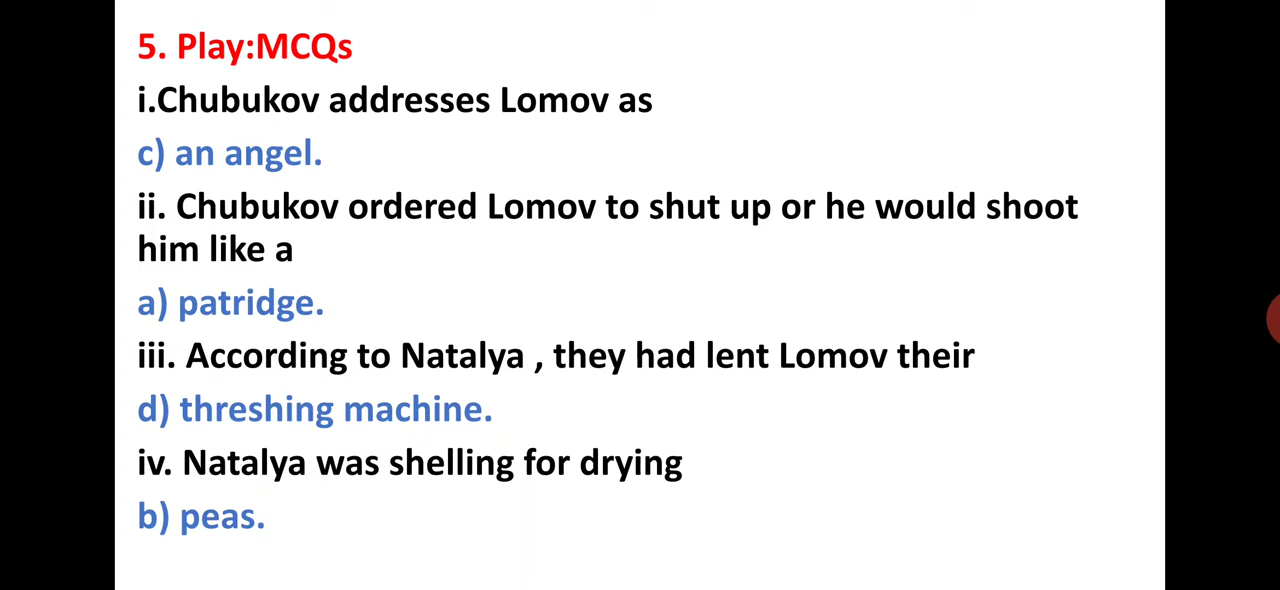 5. Play:MCQs
i.Chubukov addresses Lomov as
c) an angel.
ii. Chubukov ordered Lomov to shut up or he would shoot
him like a
a) patridge.
iii. According to Natalya , they had lent Lomov their
d) threshing machine.
iv. Natalya was shelling for drying
b) peas.